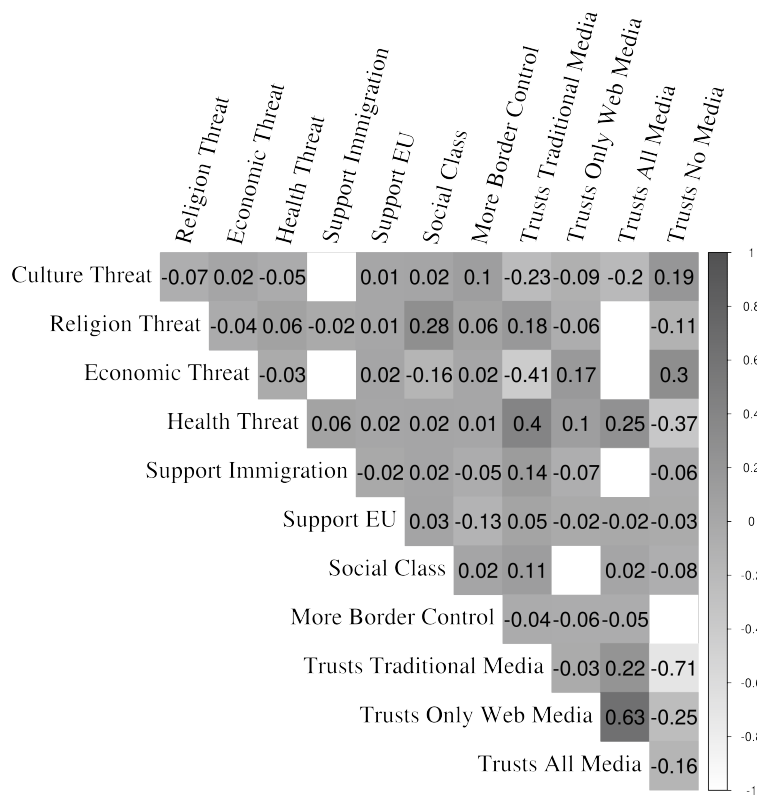 Religion Threat
Economic Threat
Health Threat
Support Immigration
Support EU
Social Class
More Border Control
Trusts Traditional Media
Trusts Only Web Media
Trusts All Media
Trusts No Media
Culture Threat -0.07 0.02 -0.05 0.01 0.02 0.1 -0.23 -0.09 -0.2 0.19
Religion Threat -0.04 0.06 -0.02 0.01 0.28 0.06 0.18 -0.06 -0.11
Economic Threat -0.03 0.02 -0.16 0.02 -0.41 0.17 0.3
Health Threat 0.06 0.02 0.02 0.01 0.4 0.1 0.25 -0.37
Support Immigration -0.02 0.02 -0.05 0.14 -0.07 -0.06
Support EU 0.03 -0.13 0.05 -0.02 -0.02 -0.03
Social Class 0.02 0.11 0.02 -0.08
More Border Control -0.04 -0.06 -0.05
Trusts Traditional Media -0.03 0.22 -0.71
Trusts Only Web Media 0.63 -0.25
Trusts All Media -0.16
1
0.8
0.6
0.4
0.2
0
-0.2
-0.4
-0.6
-0.8
-1